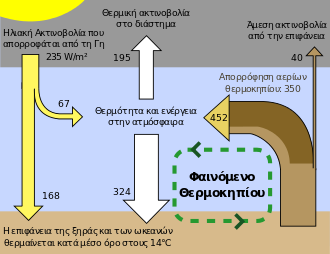 Θερμική ακτινοβολία
στο διάστημα
195
Ηλιακή Ακτινοβολία που
απορροφάται από τη Γη
235 W/m²
Άμεση ακτινοβολία
από την επιφάνεια
40
Απορρόφηση αερίων
θερμοκηπίου: 350
67
Θερμότητα και ενέργεια
στην ατμόσφαιρα
452
Φαινόμενο
Θερμοκηπίου
168
324
Η επιφάνεια της ξηράς και των ωκεανών
θερμαίνεται κατά μέσο όρο στους 14°C